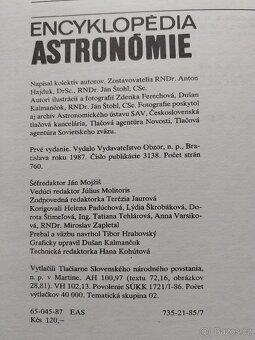 ENCYKLOPÉDIA
ASTRONÓMIE
Napísal kolektív autorov. Zostavovatelia RNDr. Anton
Hajduk, DrSc., RNDr. Ján Štohl, CSc.
Autori ilustrácií a fotografií Zdenka Ferechová, Dušan
Kalmančok, RNDr. Ján Štohl, CSc. Fotografie poskytol
aj archív Astronomického ústavu SAV, Československá
tlačová kancelária, Tlačová agentúra Novosti, Tlačová
agentúra Sovietskeho zväzu.
Prvé vydanie. Vydalo Vydavateľstvo Obzor, n. p., Bra-
tislava roku 1987. Číslo publikácie 3138. Počet strán
760.
Šéfredaktor Ján Mojžiš
Vedúci redaktor Július Molitoris
Zodpovedná redaktorka Terézia Jaurová
Korigovali Helena Padúchová, Lýdia Škrobáková, Do-
rota Štimeľová, Ing. Tatiana Tehlárová, Anna Varsiko-
vá, RNDr. Miroslav Zapletal
Prebal a väzbu navrhol Tibor Hrabovský
Graficky upravil Dušan Kalmančok
Technická redaktorka Hana Kohútová
Vytlačili Tlačiarne Slovenského národného povstania,
n. p. v Martine. AH 100,97 (textu 72,16, obrázkov
28,81), VH 102,13. Povolenie SÚKK 1721/1-86. Počet
výtlačkov 40 000. Tematická skupina 02.
65-045-87 EAS 735-21-85/7
Kčs 120,—